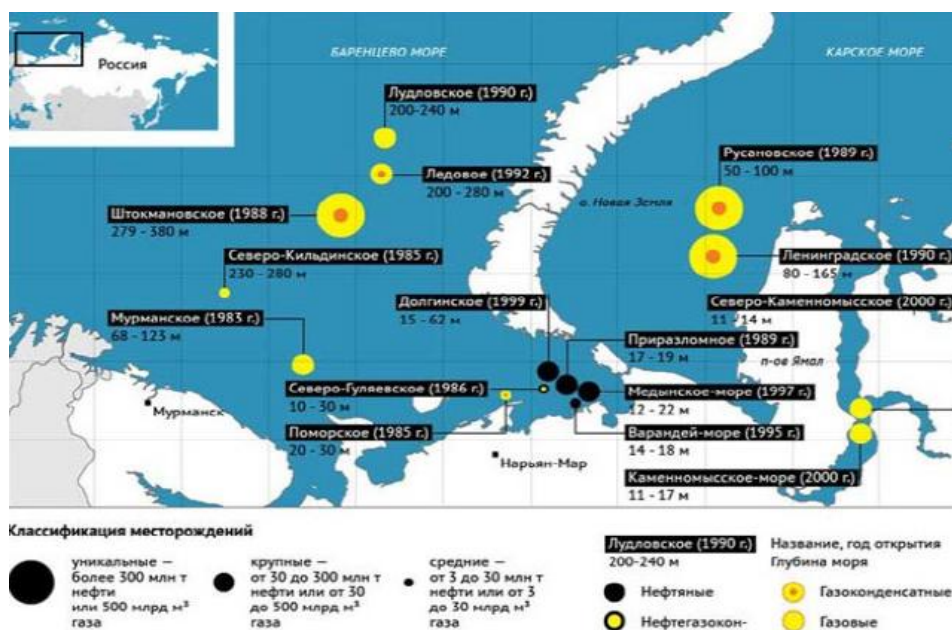 Россия
БАРЕНЦЕВО МОРЕ
КАРСКОЕ МОРЕ
Лудловское (1990 г.)
200-240 м
Ледовое (1992 г.)
200 - 280 м
Русановское (1989 г.)
50 - 100 м
о. Новая Земля
Штокмановское (1988 г.)
279 - 380 м
Северо-Кильдинское (1985 г.)
230 - 280 м
Ленинградское (1990 г.)
80 - 165 м
Мурманское (1983 г.)
68 - 123 м
Долгинское (1999 г.)
15 - 62 м
Северо-Каменномысское (2000 г.)
11 - 14 м
Приразломное (1989 г.)
17 - 19 м
п-ов Ямал
Северо-Гуляевское (1986 г.)
10 - 30 м
Медынское-море (1997 г.)
12 - 22 м
Мурманск
Поморское (1985 г.)
20 - 30 м
Варандей-море (1995 г.)
14 - 18 м
Нарьян-Мар
Каменномысское-море (2000 г.)
11 - 17 м
Классификация месторождений
уникальные —
более 300 млн т
нефти
или 500 млрд м³
газа
крупные —
от 30 до 300 млн т
нефти или от 30
до 500 млрд м³
газа
средние —
от 3 до 30 млн т
нефти или от 3
до 30 млрд м³
газа
Лудловское (1990 г.)
200-240 м
Название, год открытия
Глубина моря
Нефтяные
Нефтегазокон-
Газоконденсатные
Газовые